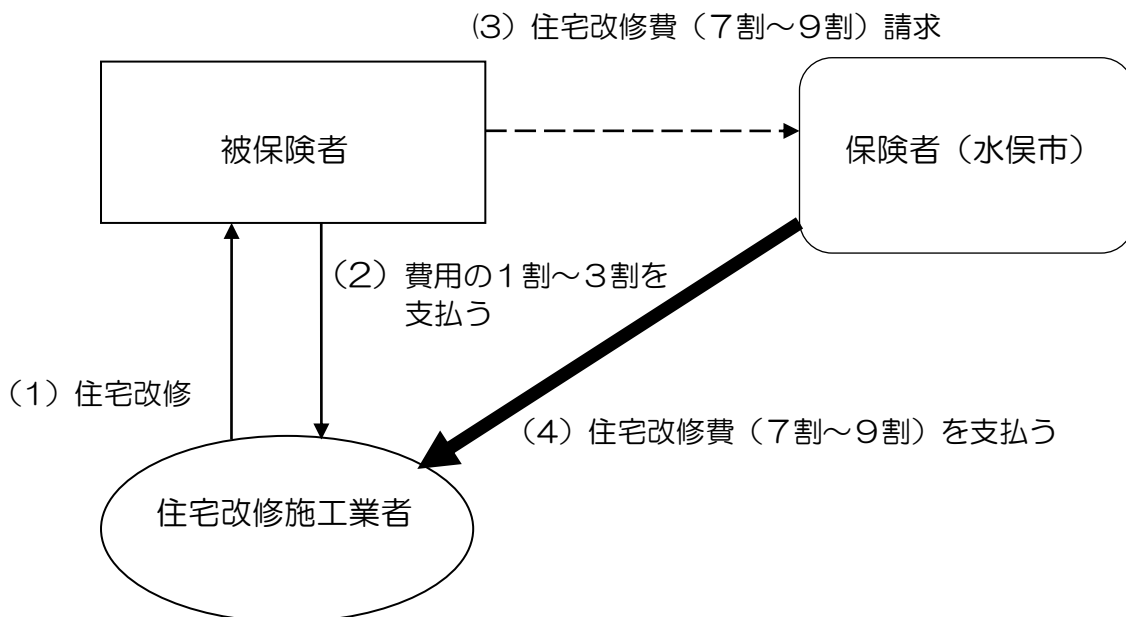 (3）住宅改修費（７割～９割）請求
被保険者
保険者（水俣市）
（2）費用の１割～３割を
支払う
（1）住宅改修
（4）住宅改修費（７割～９割）を支払う
住宅改修施工業者